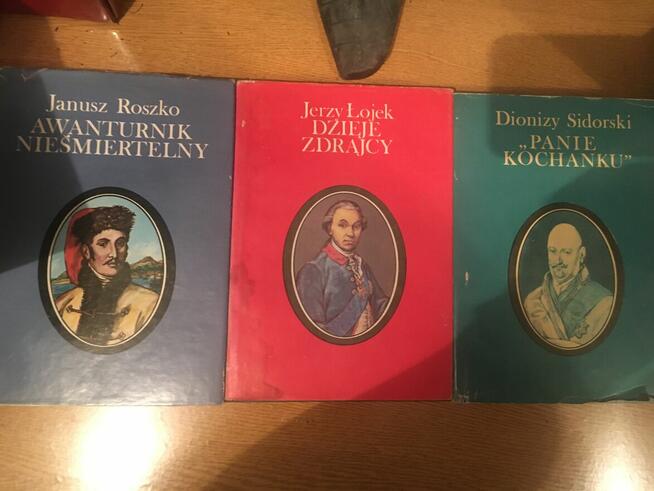 Janusz Roszko
AWANTURNIK
NIEŚMIERTELNY
Jerzy Łojek
DZIEJE
ZDRAJCY
Dionizy Sidorski
„PANIE
KOCHANKU”